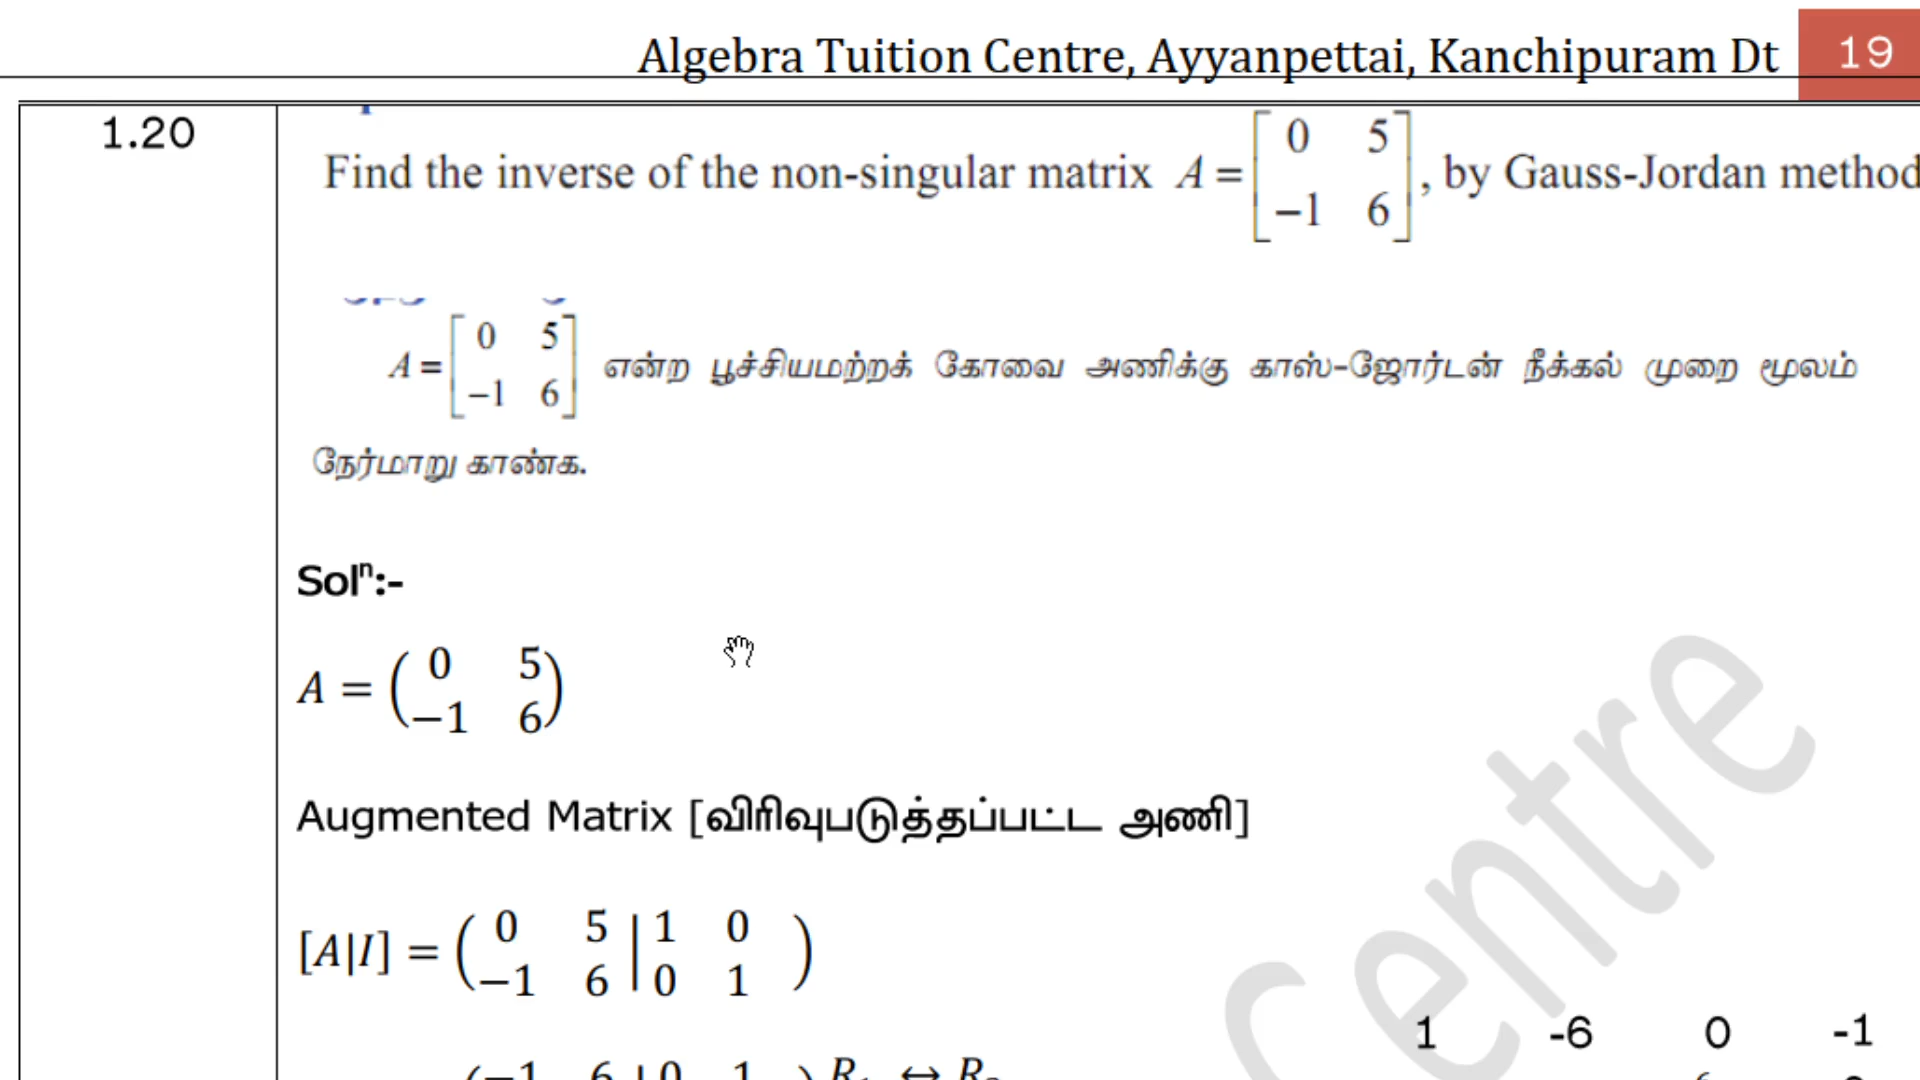 Algebra Tuition Centre, Ayyanpettai, Kanchipuram Dt 19
1.20
Find the inverse of the non-singular matrix A = [ 0 5
−1 6 ], by Gauss-Jordan method
A = [ 0 5
−1 6 ] என்ற பூச்சியமற்றக் கோவை அணிக்கு காஸ்-ஜோர்டன் நீக்கல் முறை மூலம்
நேர்மாறு காண்க.
Solⁿ:-
A = ( 0 5
−1 6 )
Augmented Matrix [விரிவுபடுத்தப்பட்ட அணி]
[A|I] = ( 0 5 | 1 0
−1 6 | 0 1 )
1 -6 0 -1
Centre